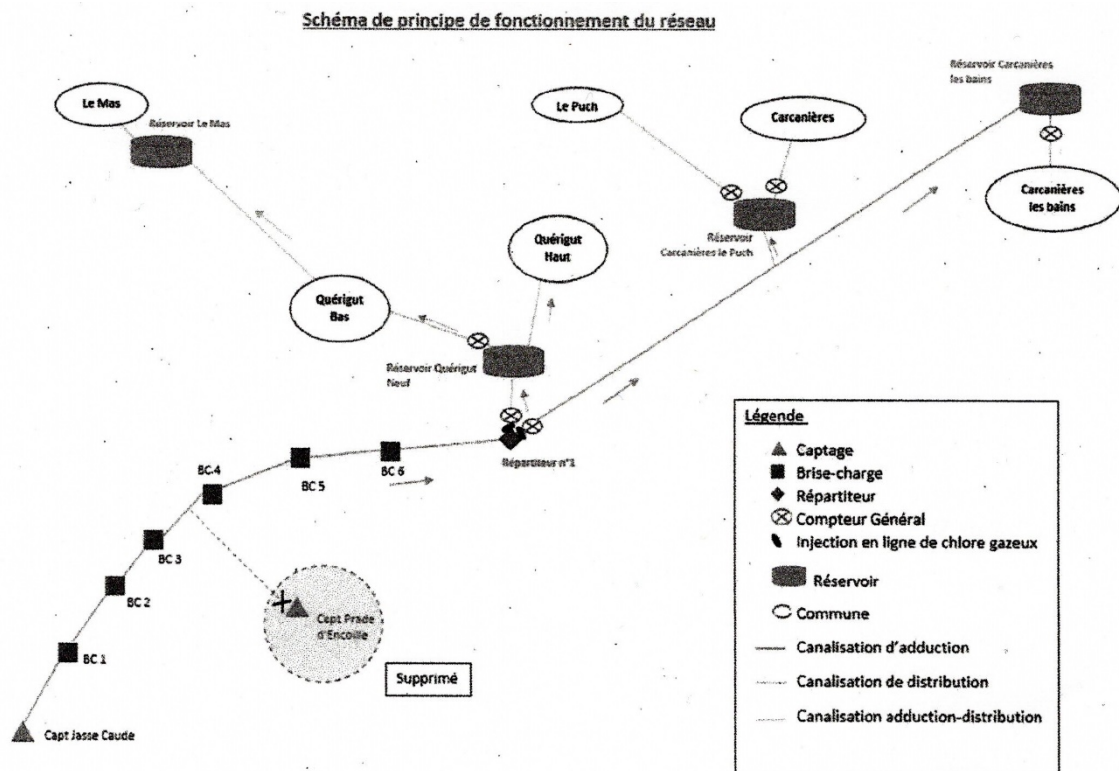 Schéma de principe de fonctionnement du réseau
Réservoir Carcanières
les bains
Le Mas
Réservoir Le Mas
Le Puch
Carcanières
Carcanières
les bains
Quérigut
Haut
Réservoir
Carcanières le Puch
Quérigut
Bas
Réservoir Quérigut
Neuf
Répartiteur n°1
BC 6
BC 5
BC 4
BC 3
BC 2
BC 1
Capt Prade
d'Encoille
Supprimé
Capt Jasse Caude
Légende
Captage
Brise-charge
Répartiteur
Compteur Général
Injection en ligne de chlore gazeux
Réservoir
Commune
Canalisation d'adduction
Canalisation de distribution
Canalisation adduction-distribution